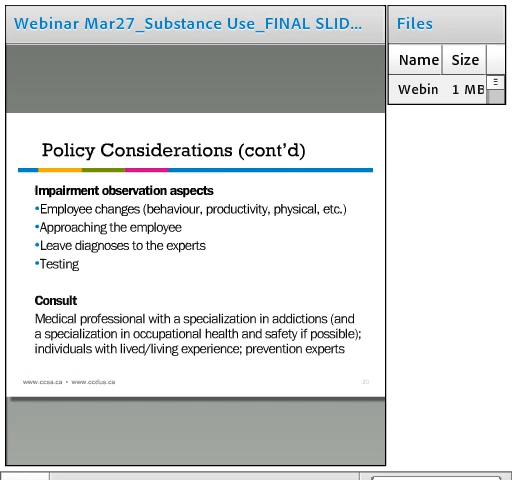 Webinar Mar27_Substance Use_FINAL SLID...
Files
Name Size
Webin 1 MB
Policy Considerations (cont'd)
Impairment observation aspects
•Employee changes (behaviour, productivity, physical, etc.)
•Approaching the employee
•Leave diagnoses to the experts
•Testing
Consult
Medical professional with a specialization in addictions (and
a specialization in occupational health and safety if possible);
individuals with lived/living experience; prevention experts
www.ccsa.ca • www.ccdus.ca
20